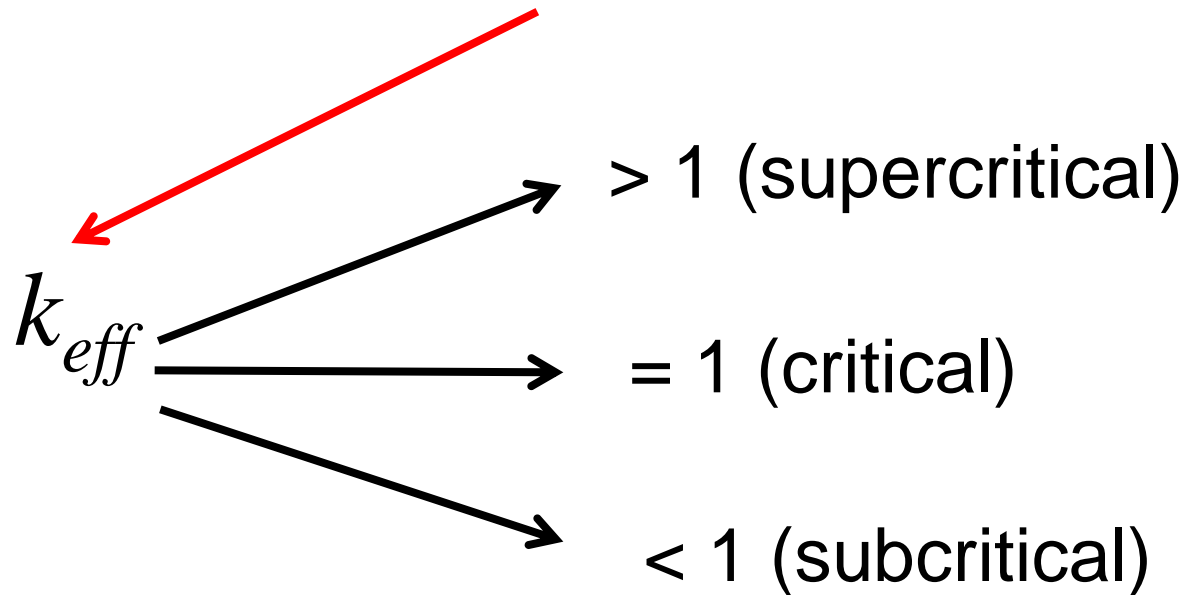 > 1 (supercritical)
k_eff
= 1 (critical)
< 1 (subcritical)